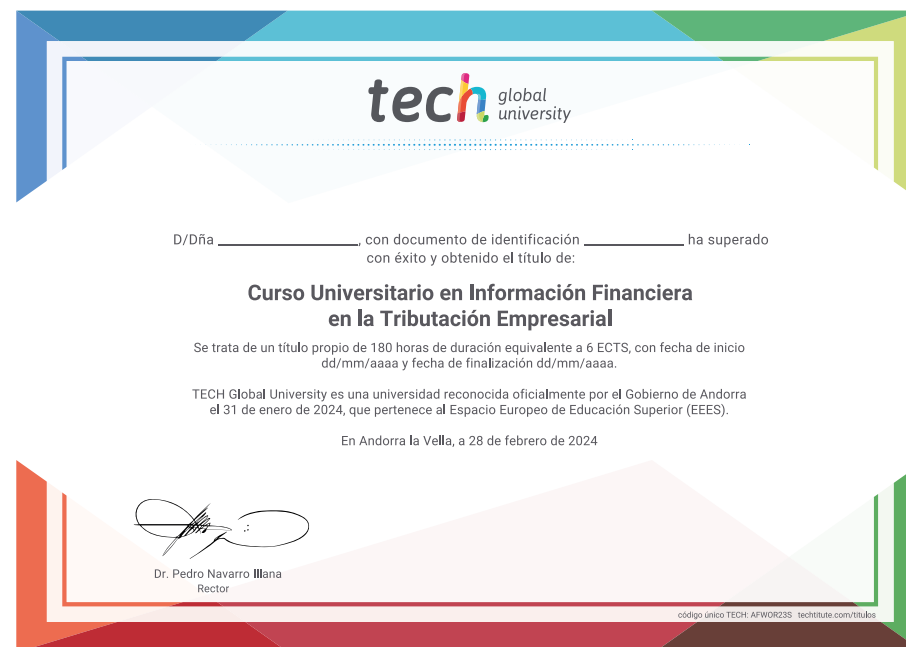 tech global university
D/Dña ____________________, con documento de identificación ______________ ha superado
con éxito y obtenido el título de:
Curso Universitario en Información Financiera
en la Tributación Empresarial
Se trata de un título propio de 180 horas de duración equivalente a 6 ECTS, con fecha de inicio
dd/mm/aaaa y fecha de finalización dd/mm/aaaa.
TECH Global University es una universidad reconocida oficialmente por el Gobierno de Andorra
el 31 de enero de 2024, que pertenece al Espacio Europeo de Educación Superior (EEES).
En Andorra la Vella, a 28 de febrero de 2024
Dr. Pedro Navarro Illana
Rector
código único TECH: AFWOR23S techtitute.com/titulos